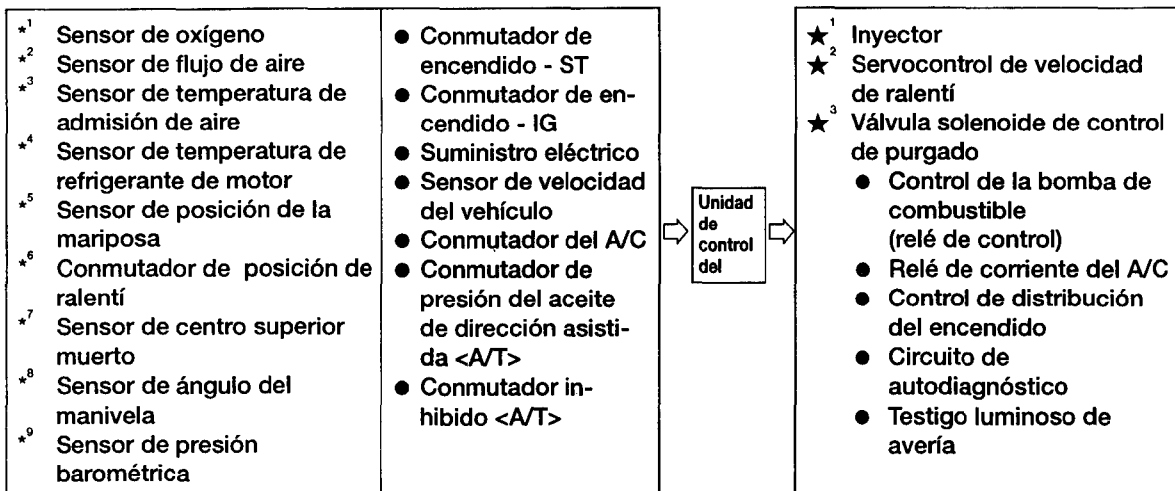 *1 Sensor de oxígeno
*2 Sensor de flujo de aire
*3 Sensor de temperatura de
admisión de aire
*4 Sensor de temperatura de
refrigerante de motor
*5 Sensor de posición de la
mariposa
*6 Conmutador de posición de
ralentí
*7 Sensor de centro superior
muerto
*8 Sensor de ángulo del
manivela
*9 Sensor de presión
barométrica
● Conmutador de
encendido - ST
● Conmutador de en-
cendido - IG
● Suministro eléctrico
● Sensor de velocidad
del vehículo
● Conmutador del A/C
● Conmutador de
presión del aceite
de dirección asisti-
da <A/T>
● Conmutador in-
hibido <A/T>
Unidad
de
control
del
★1 Inyector
★2 Servocontrol de velocidad
de ralentí
★3 Válvula solenoide de control
de purgado
● Control de la bomba de
combustible
(relé de control)
● Relé de corriente del A/C
● Control de distribución
del encendido
● Circuito de
autodiagnóstico
● Testigo luminoso de
avería